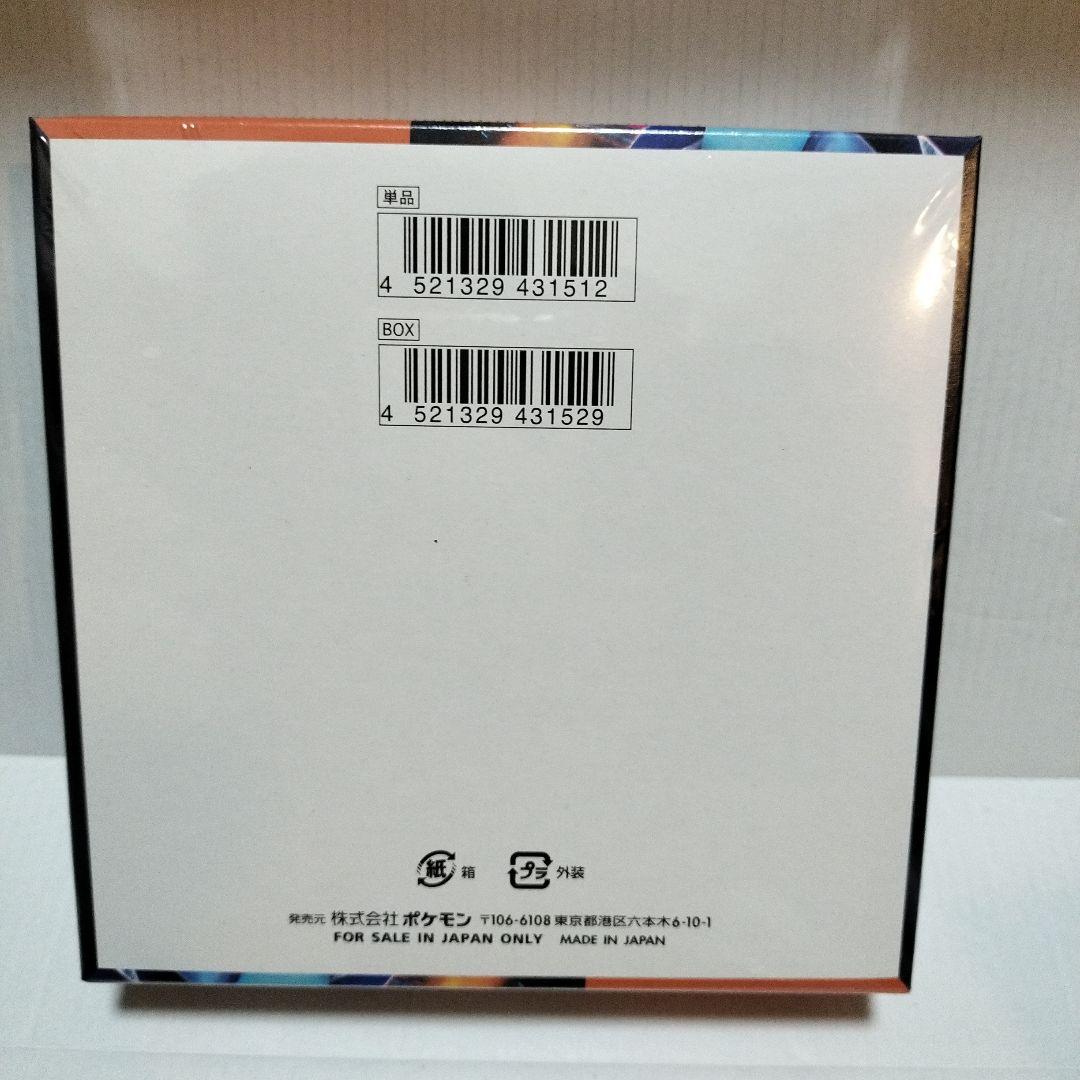 単品
4 521329 431512
BOX
4 521329 431529
紙 箱 プラ 外装
発売元 株式会社 ポケモン 〒106-6108 東京都港区六本木6-10-1
FOR SALE IN JAPAN ONLY MADE IN JAPAN